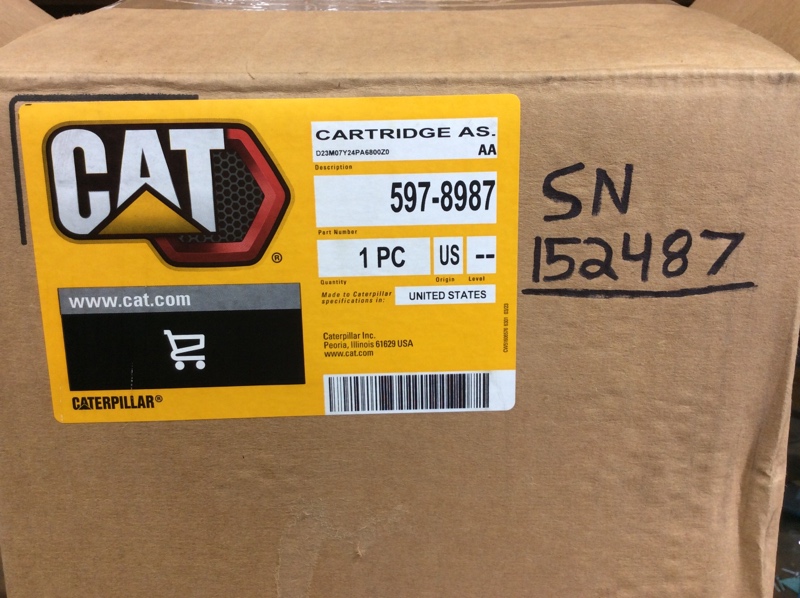 CAT
®
www.cat.com
CATERPILLAR®
CARTRIDGE AS.
D23M07Y24PA6800Z0 AA
Description
597-8987
Part Number
1 PC US --
Quantity Origin Level
Made to Caterpillar
specifications in:
UNITED STATES
Caterpillar Inc.
Peoria, Illinois 61629 USA
www.cat.com
SN
152487